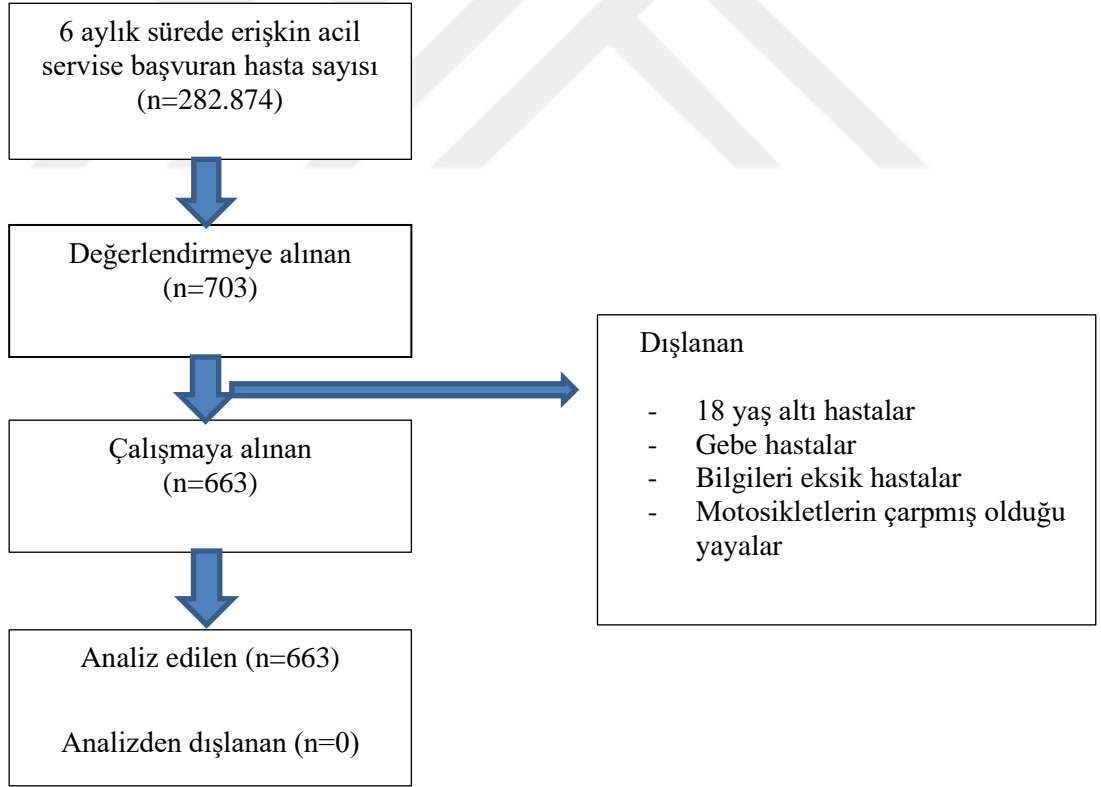 6 aylık sürede erişkin acil
servise başvuran hasta sayısı
(n=282.874)
Değerlendirmeye alınan
(n=703)
Dışlanan
- 18 yaş altı hastalar
- Gebe hastalar
- Bilgileri eksik hastalar
- Motosikletlerin çarpmış olduğu
yayalar
Çalışmaya alınan
(n=663)
Analiz edilen (n=663)
Analizden dışlanan (n=0)